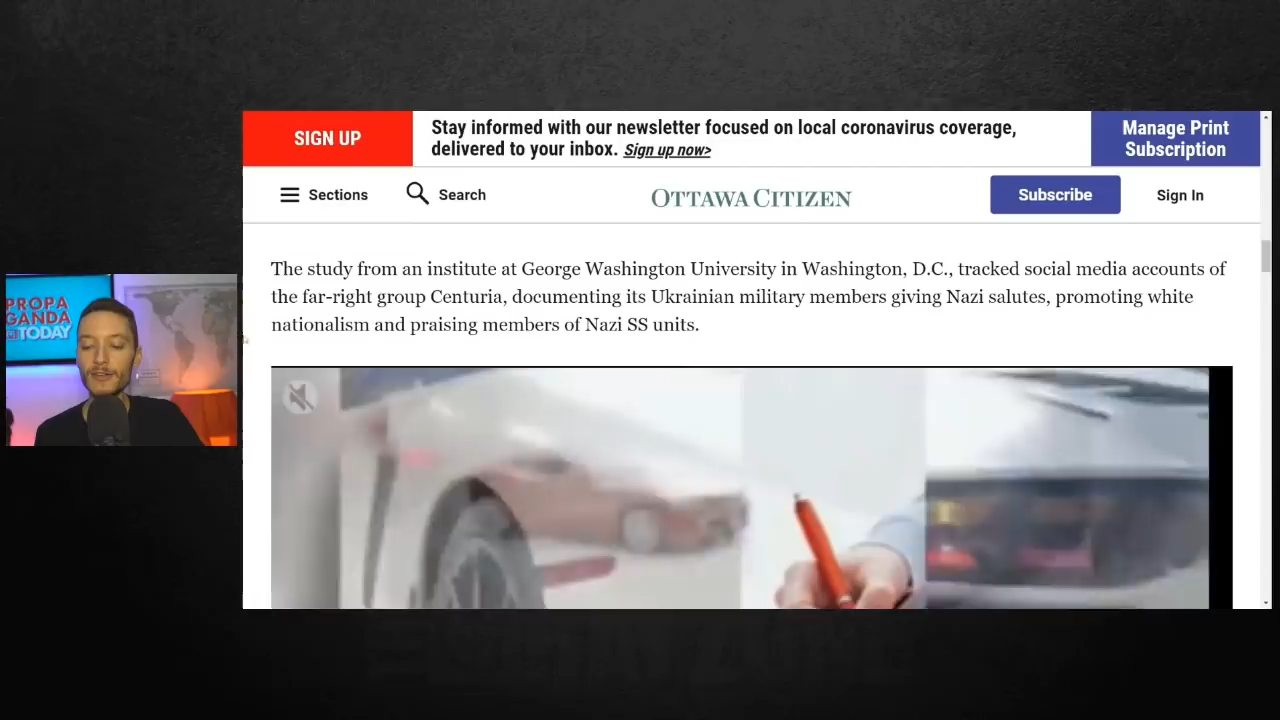 SIGN UP
Stay informed with our newsletter focused on local coronavirus coverage,
delivered to your inbox. Sign up now>
Manage Print
Subscription
Sections
Search
OTTAWA CITIZEN
Subscribe
Sign In
The study from an institute at George Washington University in Washington, D.C., tracked social media accounts of
the far-right group Centuria, documenting its Ukrainian military members giving Nazi salutes, promoting white
nationalism and praising members of Nazi SS units.
PROPA
GANDA
TODAY